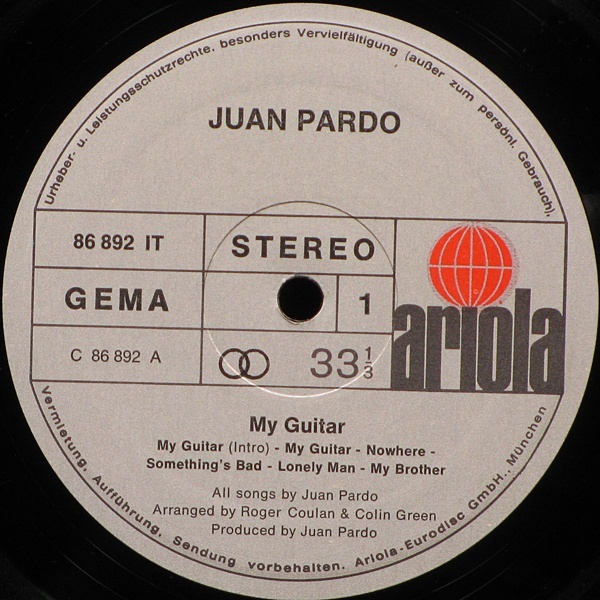 Urheber- u. Leistungsschutzrechte, besonders Vervielfältigung (außer zum persönl. Gebrauch),
JUAN PARDO
86 892 IT
STEREO
GEMA
1
C 86 892 A
33⅓
ariola
My Guitar
My Guitar (Intro) - My Guitar - Nowhere -
Something's Bad - Lonely Man - My Brother
All songs by Juan Pardo
Arranged by Roger Coulan & Colin Green
Produced by Juan Pardo
Vermietung, Aufführung, Sendung vorbehalten. Ariola-Eurodisc GmbH., München